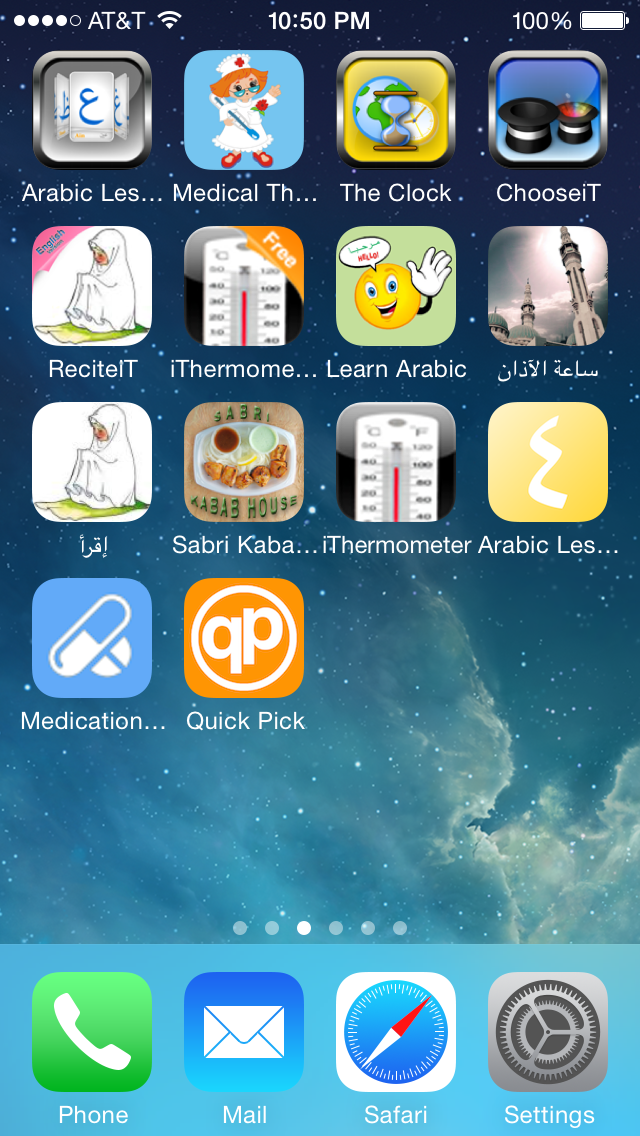 AT&T 10:50 PM 100%
ع
Arabic Les... Medical Th... The Clock ChooseiT
English
Version
Free
مرحبا
HELLO!
ReciteIT iThermome... Learn Arabic ساعة الآذان
SABRI
KABAB HOUSE
٤
إقرأ Sabri Kaba... iThermometer Arabic Les...
qp
Medication... Quick Pick
Phone Mail Safari Settings